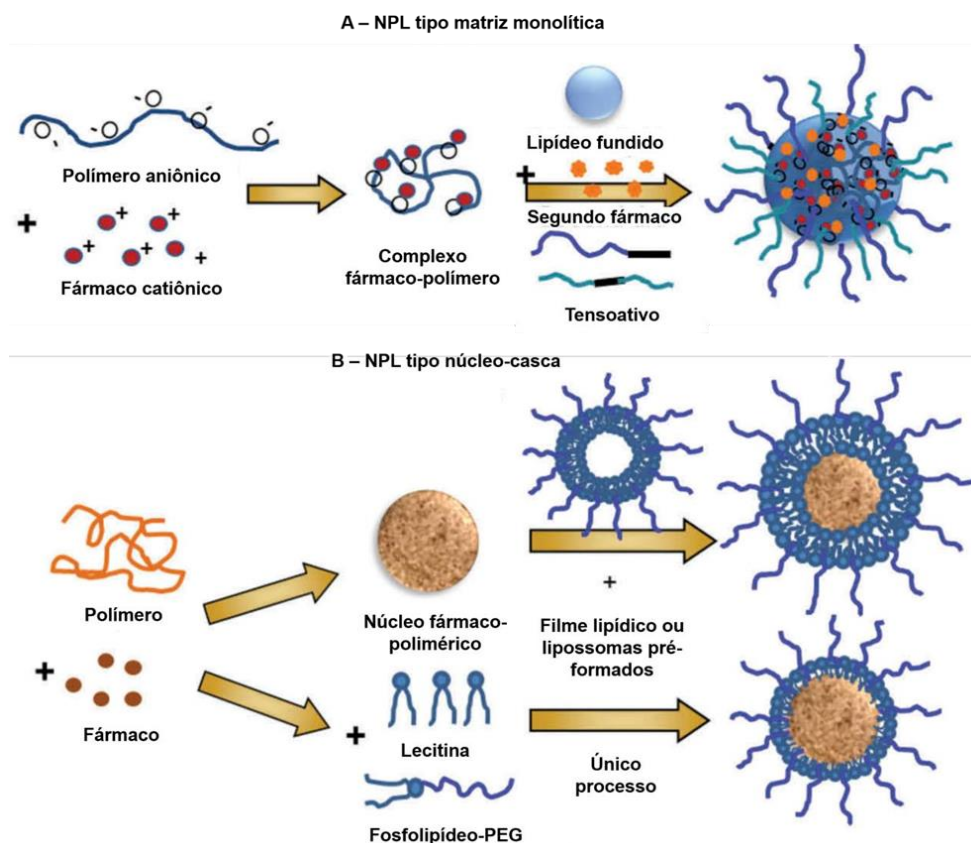 A – NPL tipo matriz monolítica
Polímero aniônico
+
Fármaco catiônico
Complexo
fármaco-polímero
+
Lipídeo fundido
Segundo fármaco
Tensoativo
B – NPL tipo núcleo-casca
Polímero
+
Fármaco
Núcleo fármaco-
polimérico
+
Lecitina
Fosfolipídeo-PEG
+
Filme lipídico ou
lipossomas pré-
formados
Único
processo